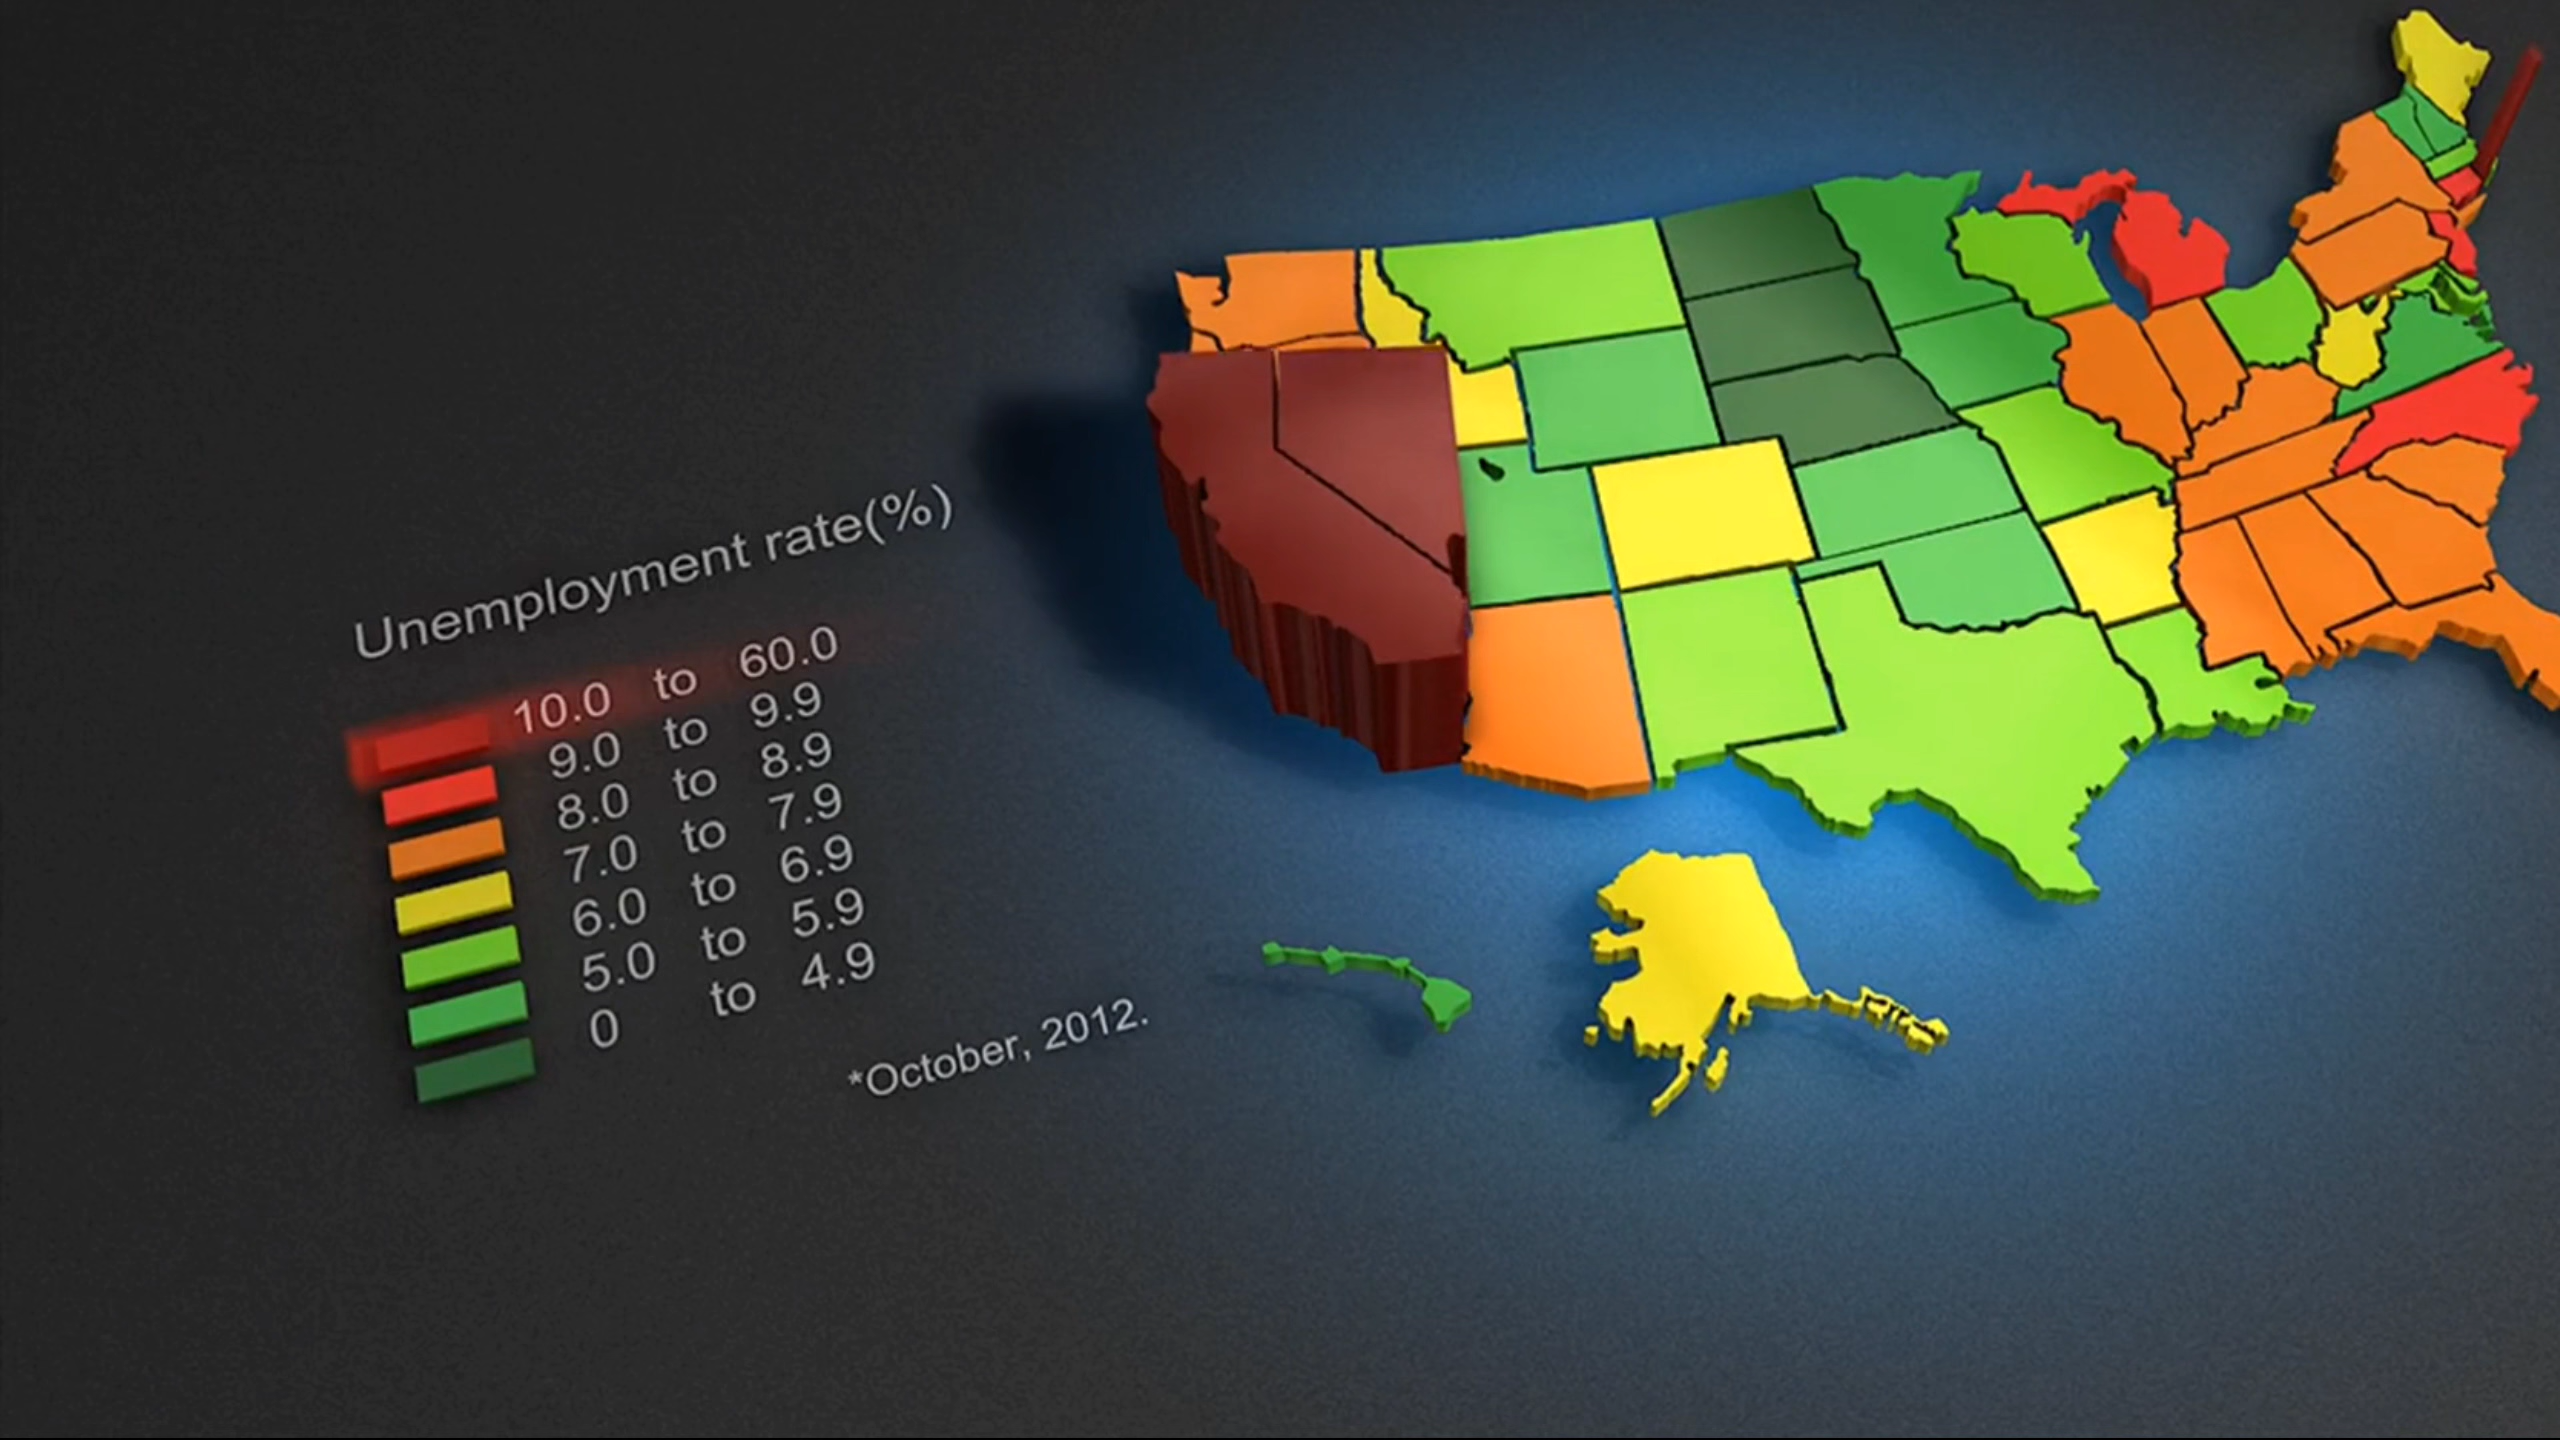 Unemployment rate(%)
10.0 to 60.0
9.0 to 9.9
8.0 to 8.9
7.0 to 7.9
6.0 to 6.9
5.0 to 5.9
0 to 4.9
*October, 2012.